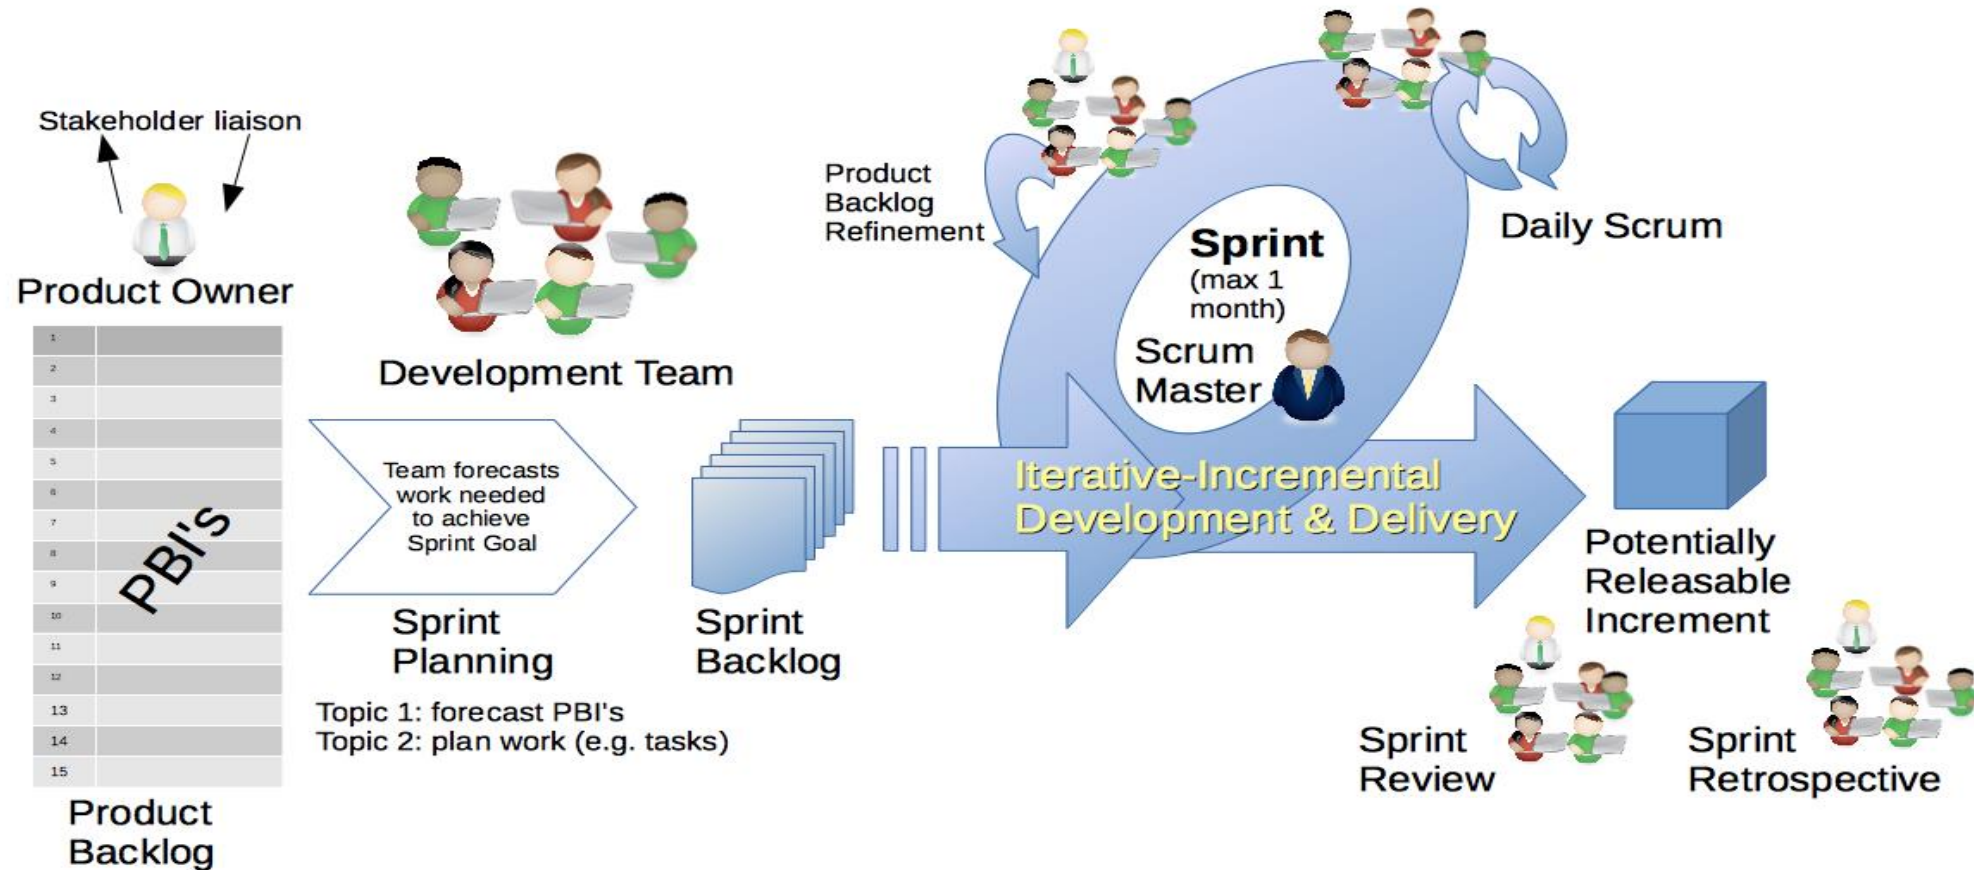 Stakeholder liaison
Product Owner
1
2
3
4
5
6
7
8
9
10
11
12
13
14
15
PBI's
Product
Backlog
Development Team
Team forecasts
work needed
to achieve
Sprint Goal
Sprint
Planning
Topic 1: forecast PBI's
Topic 2: plan work (e.g. tasks)
Sprint
Backlog
Product
Backlog
Refinement
Sprint
(max 1
month)
Scrum
Master
Daily Scrum
Iterative-Incremental
Development & Delivery
Potentially
Releasable
Increment
Sprint
Review
Sprint
Retrospective